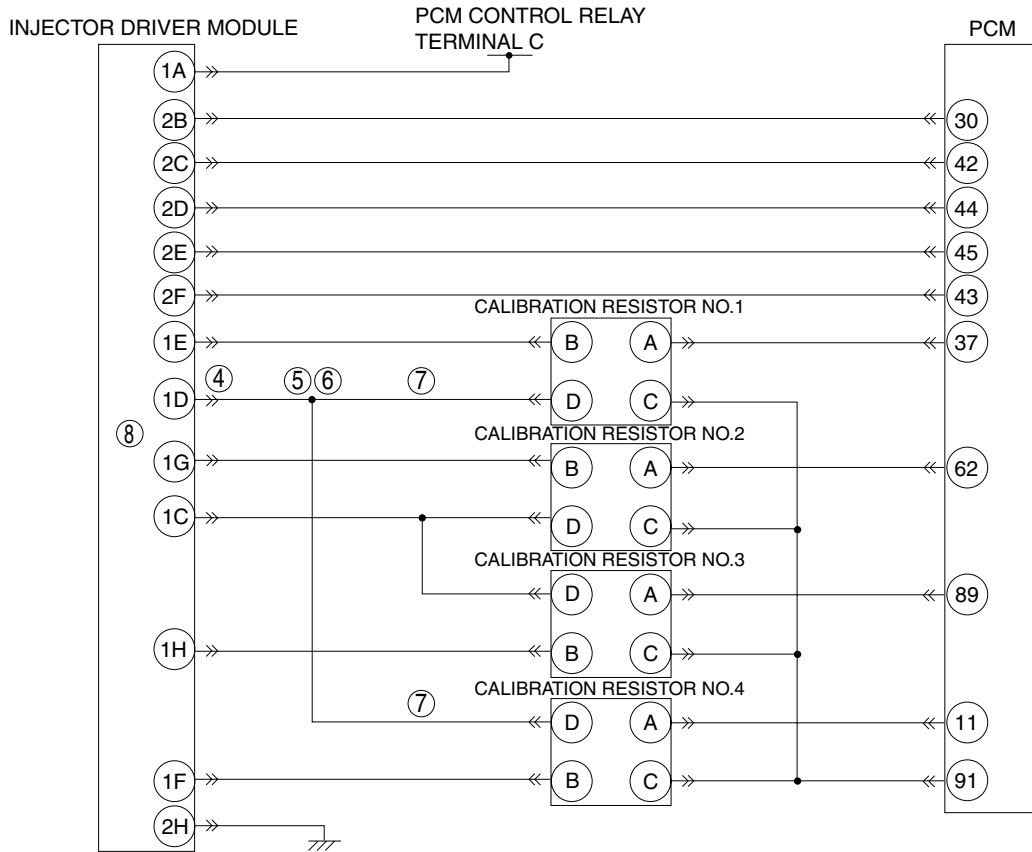 INJECTOR DRIVER MODULE
PCM CONTROL RELAY
TERMINAL C
PCM
1A
2B
30
2C
42
2D
44
2E
45
2F
43
CALIBRATION RESISTOR NO.1
1E
B
A
37
④
⑤⑥
⑦
1D
D
C
⑧
CALIBRATION RESISTOR NO.2
1G
B
A
62
1C
D
C
CALIBRATION RESISTOR NO.3
D
A
89
1H
B
C
CALIBRATION RESISTOR NO.4
⑦
D
A
11
1F
B
C
91
2H